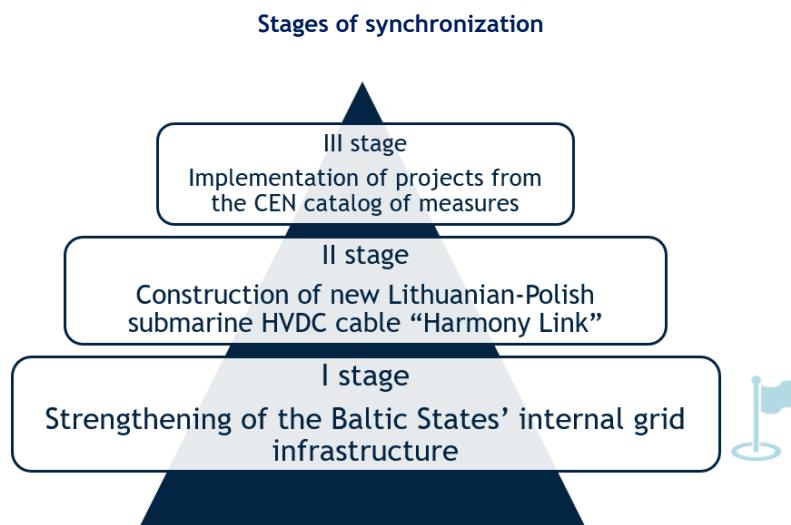 Stages of synchronization
III stage
Implementation of projects from
the CEN catalog of measures
II stage
Construction of new Lithuanian-Polish
submarine HVDC cable “Harmony Link”
I stage
Strengthening of the Baltic States’ internal grid
infrastructure